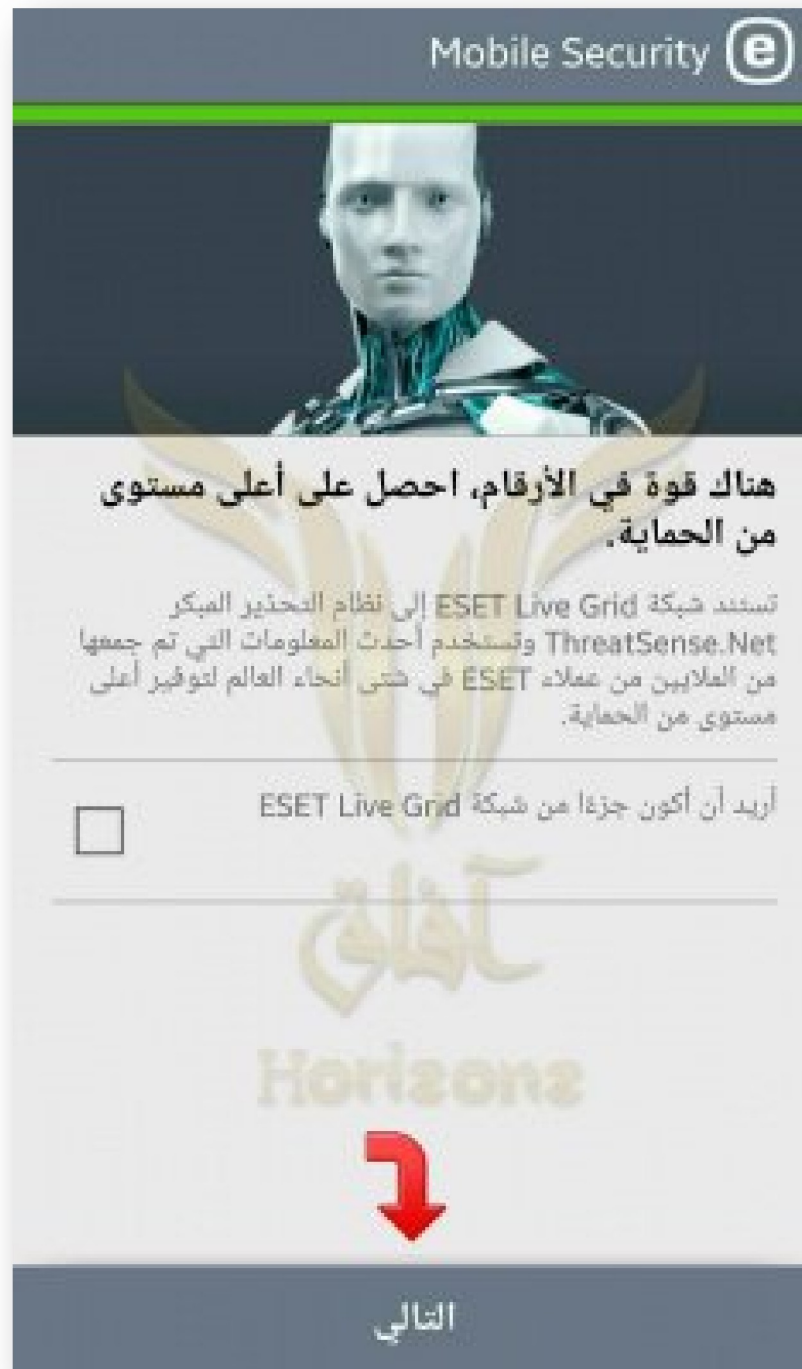 Mobile Security e
هناك قوة في الأرقام، احصل على أعلى مستوى
من الحماية.
تستند شبكة ESET Live Grid إلى نظام التحذير المبكر
ThreatSense.Net وتستخدم أحدث المعلومات التي تم جمعها
من الملايين من عملاء ESET في شتى أنحاء العالم لتوفير أعلى
مستوى من الحماية.
أريد أن أكون جزءًا من شبكة ESET Live Grid
آفاق
Horizons
التالي